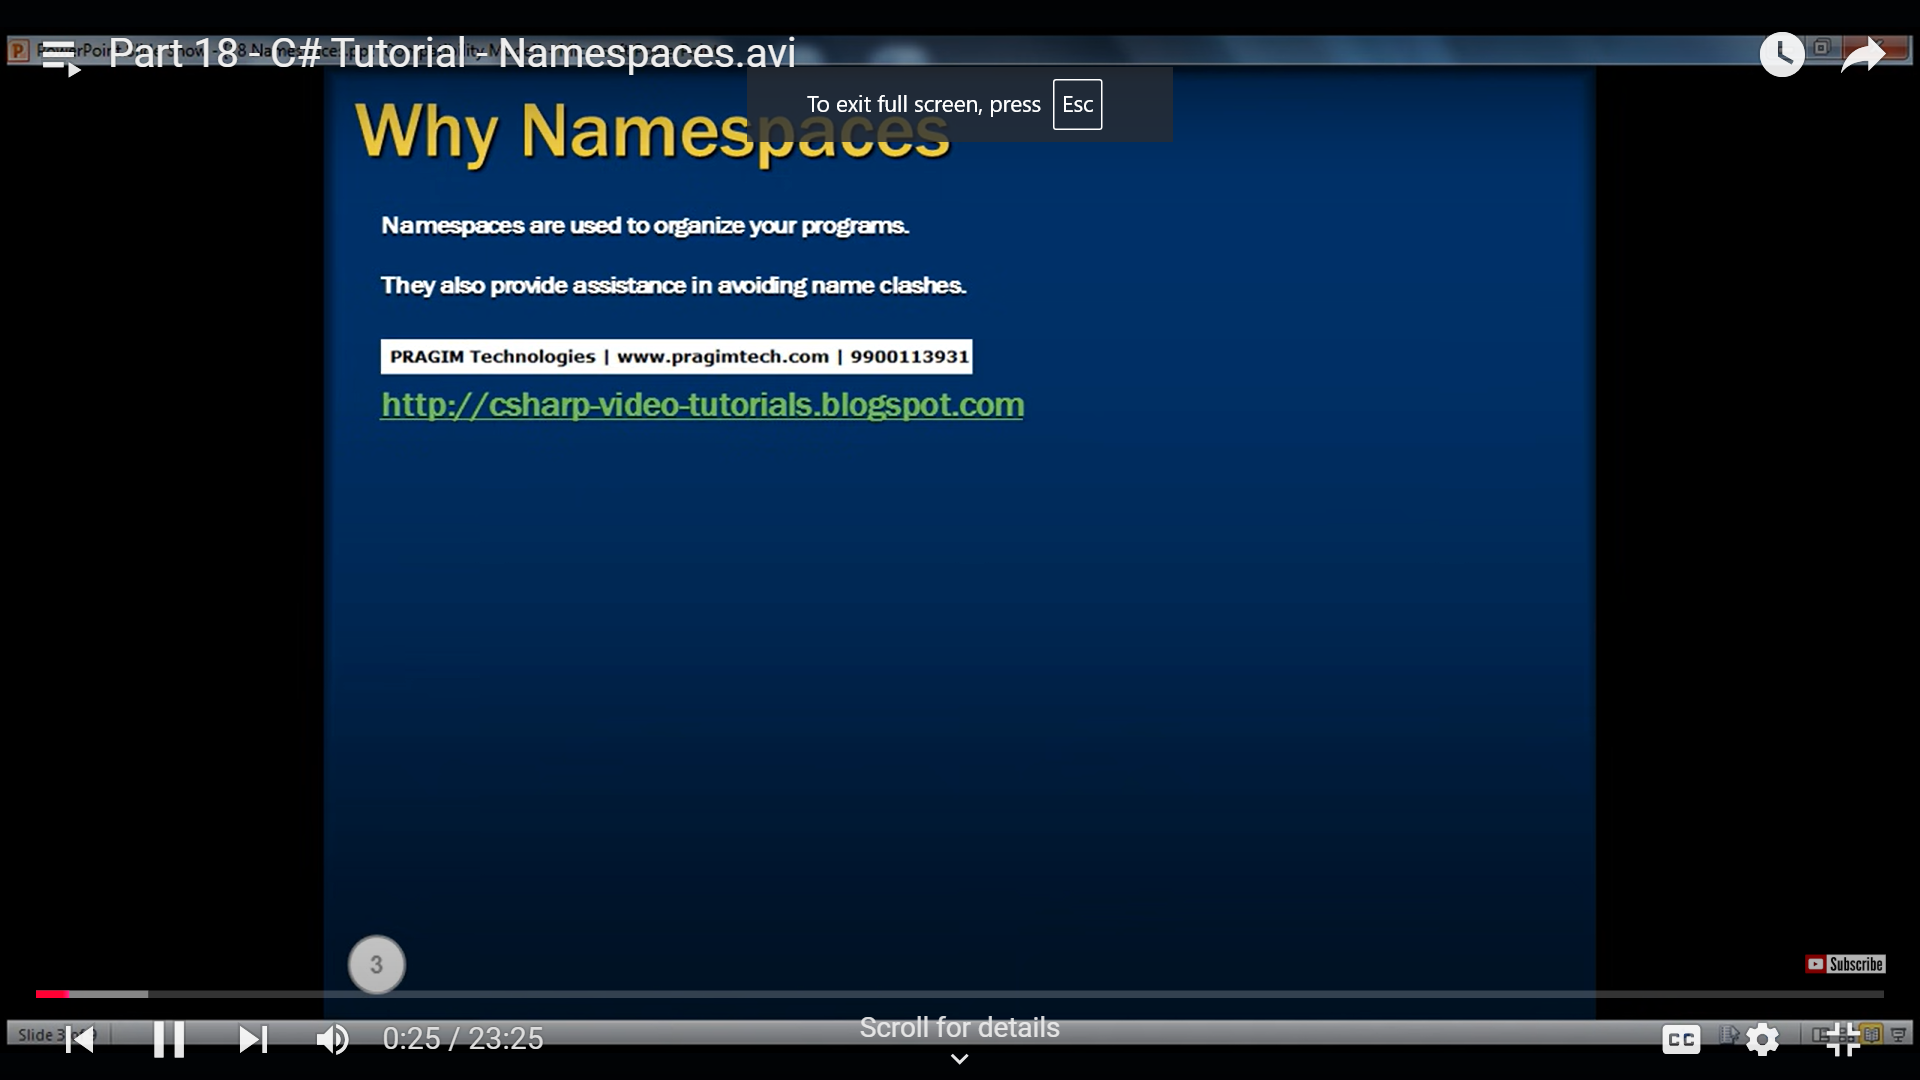 Part 18 - C# Tutorial - Namespaces.avi
To exit full screen, press Esc
Why Namespaces
Namespaces are used to organize your programs.
They also provide assistance in avoiding name clashes.
PRAGIM Technologies | www.pragimtech.com | 9900113931
http://csharp-video-tutorials.blogspot.com
3
Subscribe
Slide 3
0:25 / 23:25
Scroll for details
CC